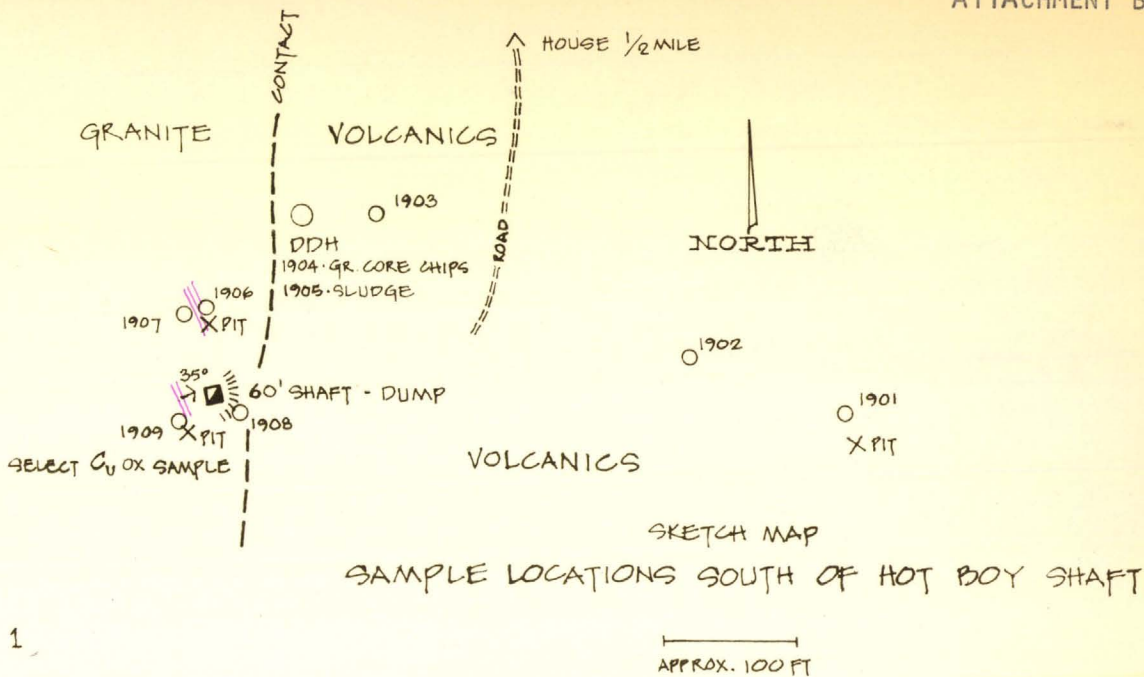 ATTACHMENT B
CONTACT
HOUSE 1/2 MILE
GRANITE
VOLCANICS
1903
ROAD
NORTH
DDH
1904·GR. CORE CHIPS
1905·SLUDGE
1906
1907
X PIT
1902
35°
60' SHAFT - DUMP
1901
1908
1909
X PIT
X PIT
SELECT Cu OX SAMPLE
VOLCANICS
SKETCH MAP
SAMPLE LOCATIONS SOUTH OF HOT BOY SHAFT
1
APPROX. 100 FT